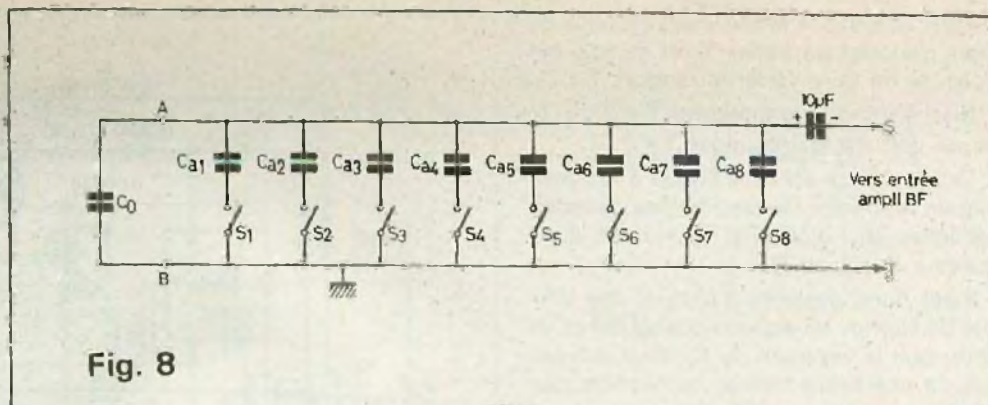 A
10µF
+ -
S
Ca1 Ca2 Ca3 Ca4 Ca5 Ca6 Ca7 Ca8
Vers entrée
ampli BF
C0
S1 S2 S3 S4 S5 S6 S7 S8
B
Fig. 8